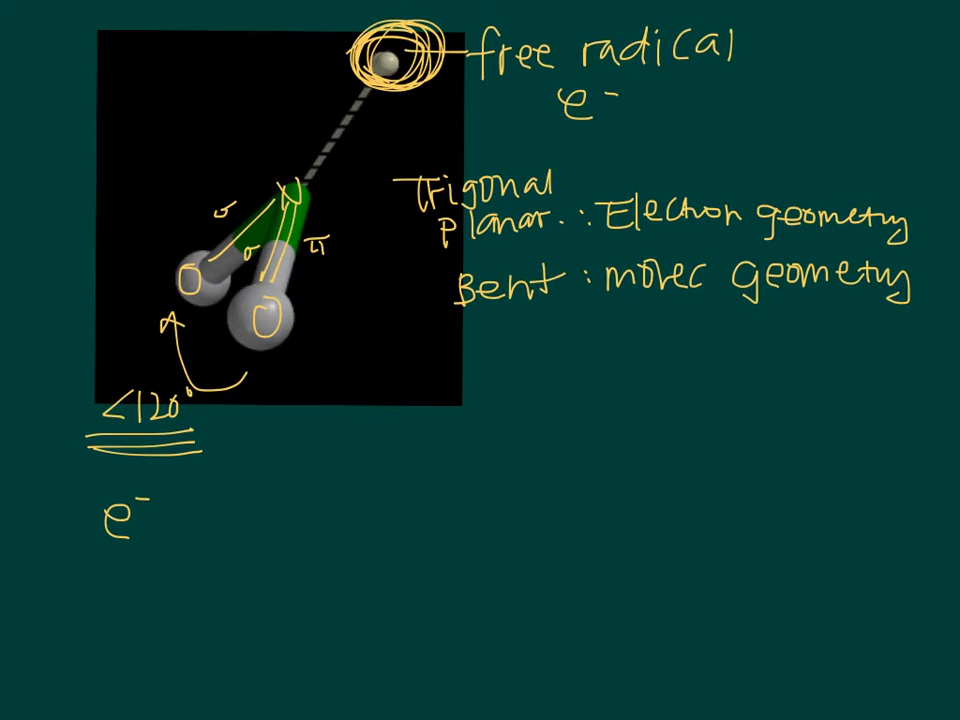 free radical
e-
Trigonal
Planar : Electron geometry
Bent : molec geometry
N
σ
σ
π
O
O
<120°
e-